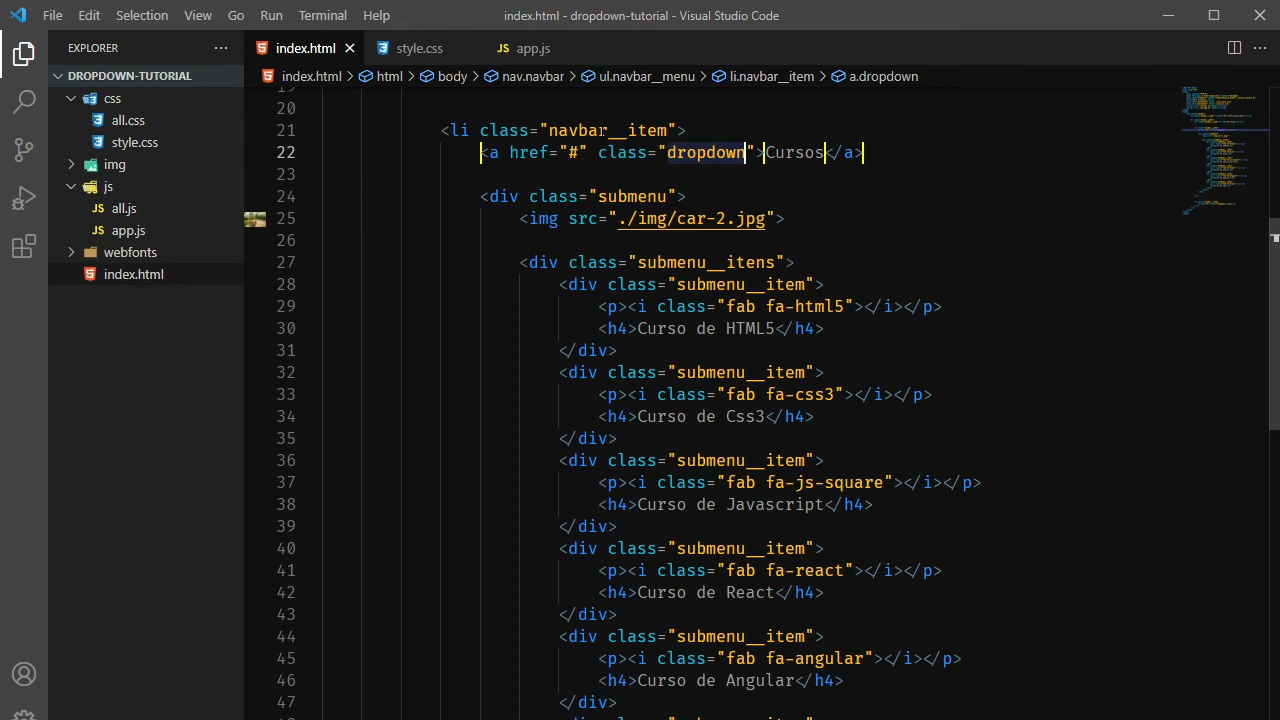 File Edit Selection View Go Run Terminal Help index.html - dropdown-tutorial - Visual Studio Code
EXPLORER
DROPDOWN-TUTORIAL
css
all.css
style.css
img
js
all.js
app.js
webfonts
index.html
index.html style.css app.js
index.html > html > body > nav.navbar > ul.navbar__menu > li.navbar__item > a.dropdown
20
21 <li class="navbar__item">
22 <a href="#" class="dropdown">Cursos</a>
23
24 <div class="submenu">
25 <img src="./img/car-2.jpg">
26
27 <div class="submenu__itens">
28 <div class="submenu__item">
29 <p><i class="fab fa-html5"></i></p>
30 <h4>Curso de HTML5</h4>
31 </div>
32 <div class="submenu__item">
33 <p><i class="fab fa-css3"></i></p>
34 <h4>Curso de Css3</h4>
35 </div>
36 <div class="submenu__item">
37 <p><i class="fab fa-js-square"></i></p>
38 <h4>Curso de Javascript</h4>
39 </div>
40 <div class="submenu__item">
41 <p><i class="fab fa-react"></i></p>
42 <h4>Curso de React</h4>
43 </div>
44 <div class="submenu__item">
45 <p><i class="fab fa-angular"></i></p>
46 <h4>Curso de Angular</h4>
47 </div>